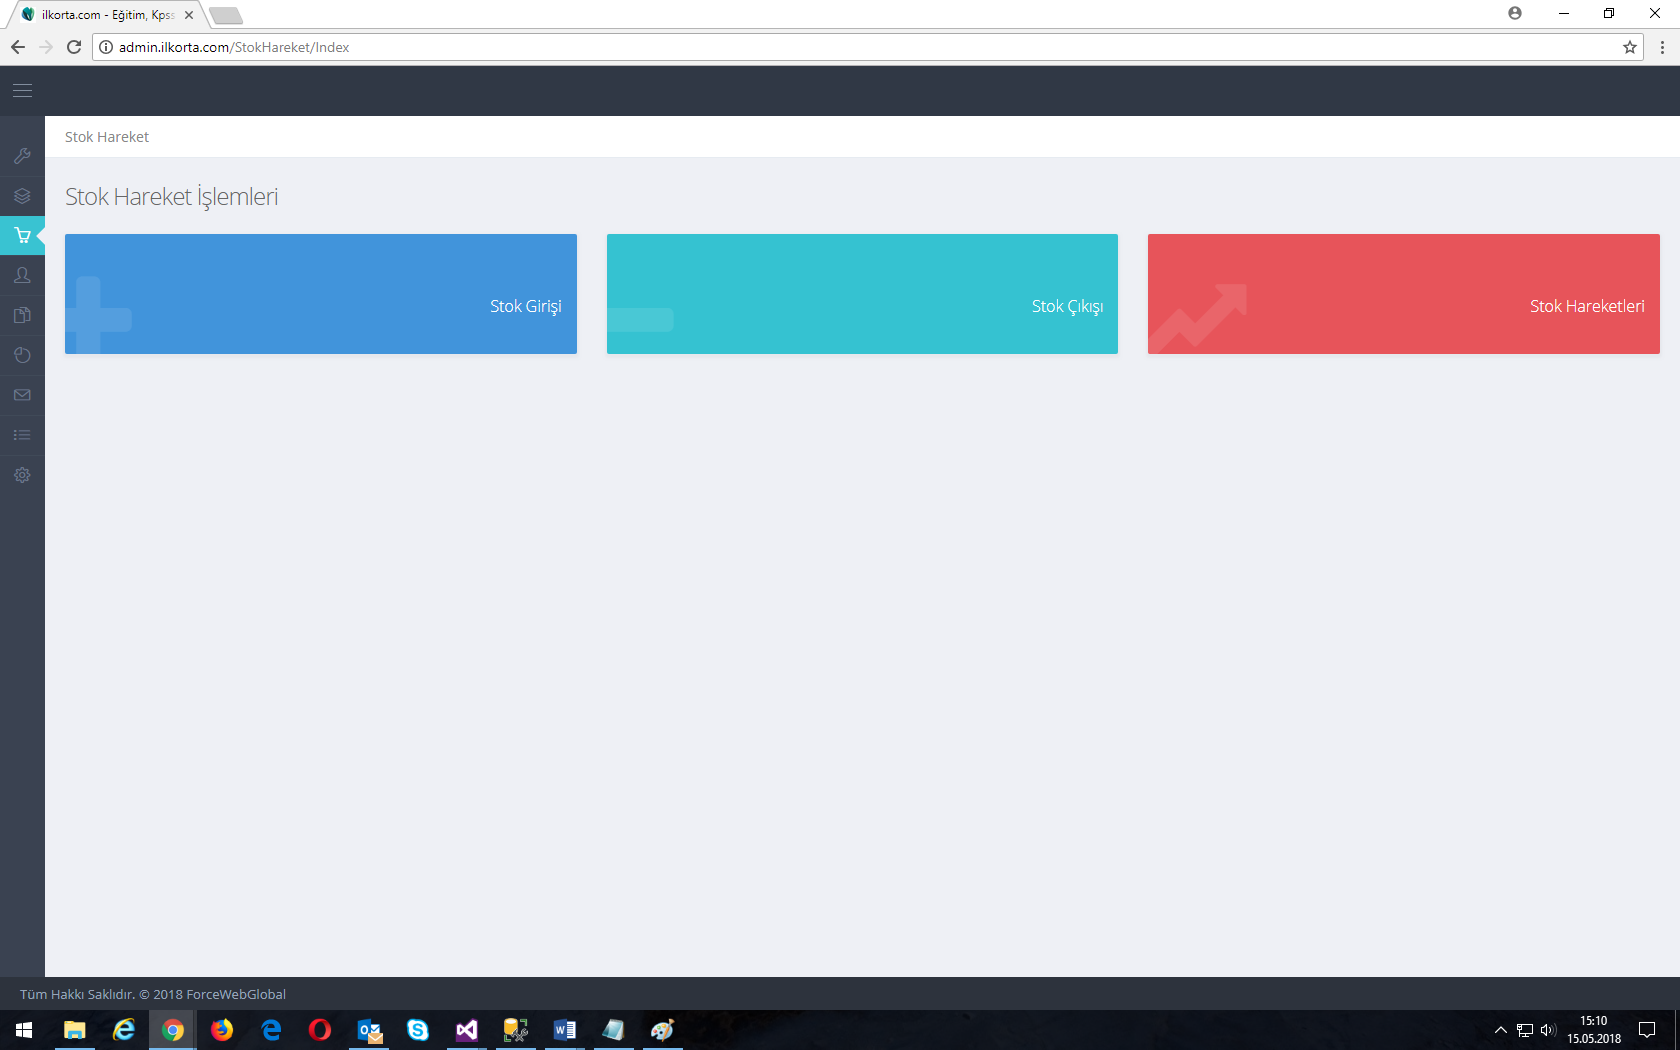 ilkorta.com - Eğitim, Kpss
admin.ilkorta.com/StokHareket/Index
Stok Hareket
Stok Hareket İşlemleri
Stok Girişi
Stok Çıkışı
Stok Hareketleri
Tüm Hakkı Saklıdır. © 2018 ForceWebGlobal
15:10
15.05.2018